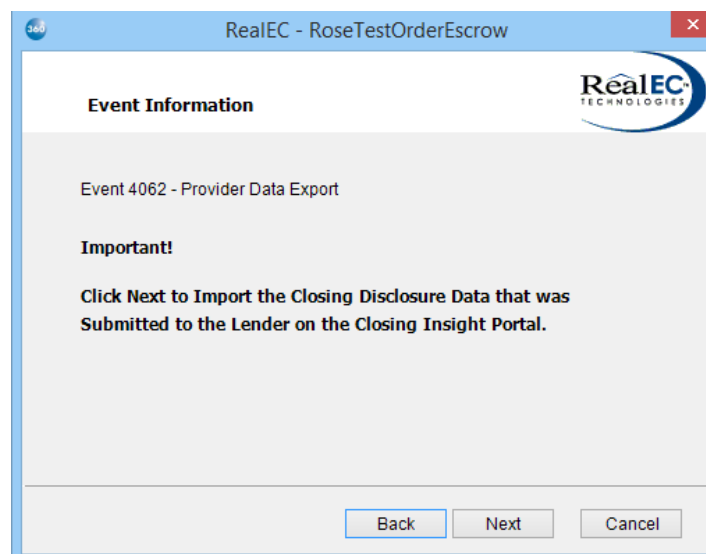 360
RealEC - RoseTestOrderEscrow
RealEC
TECHNOLOGIES
Event Information
Event 4062 - Provider Data Export
Important!
Click Next to Import the Closing Disclosure Data that was
Submitted to the Lender on the Closing Insight Portal.
Back Next Cancel